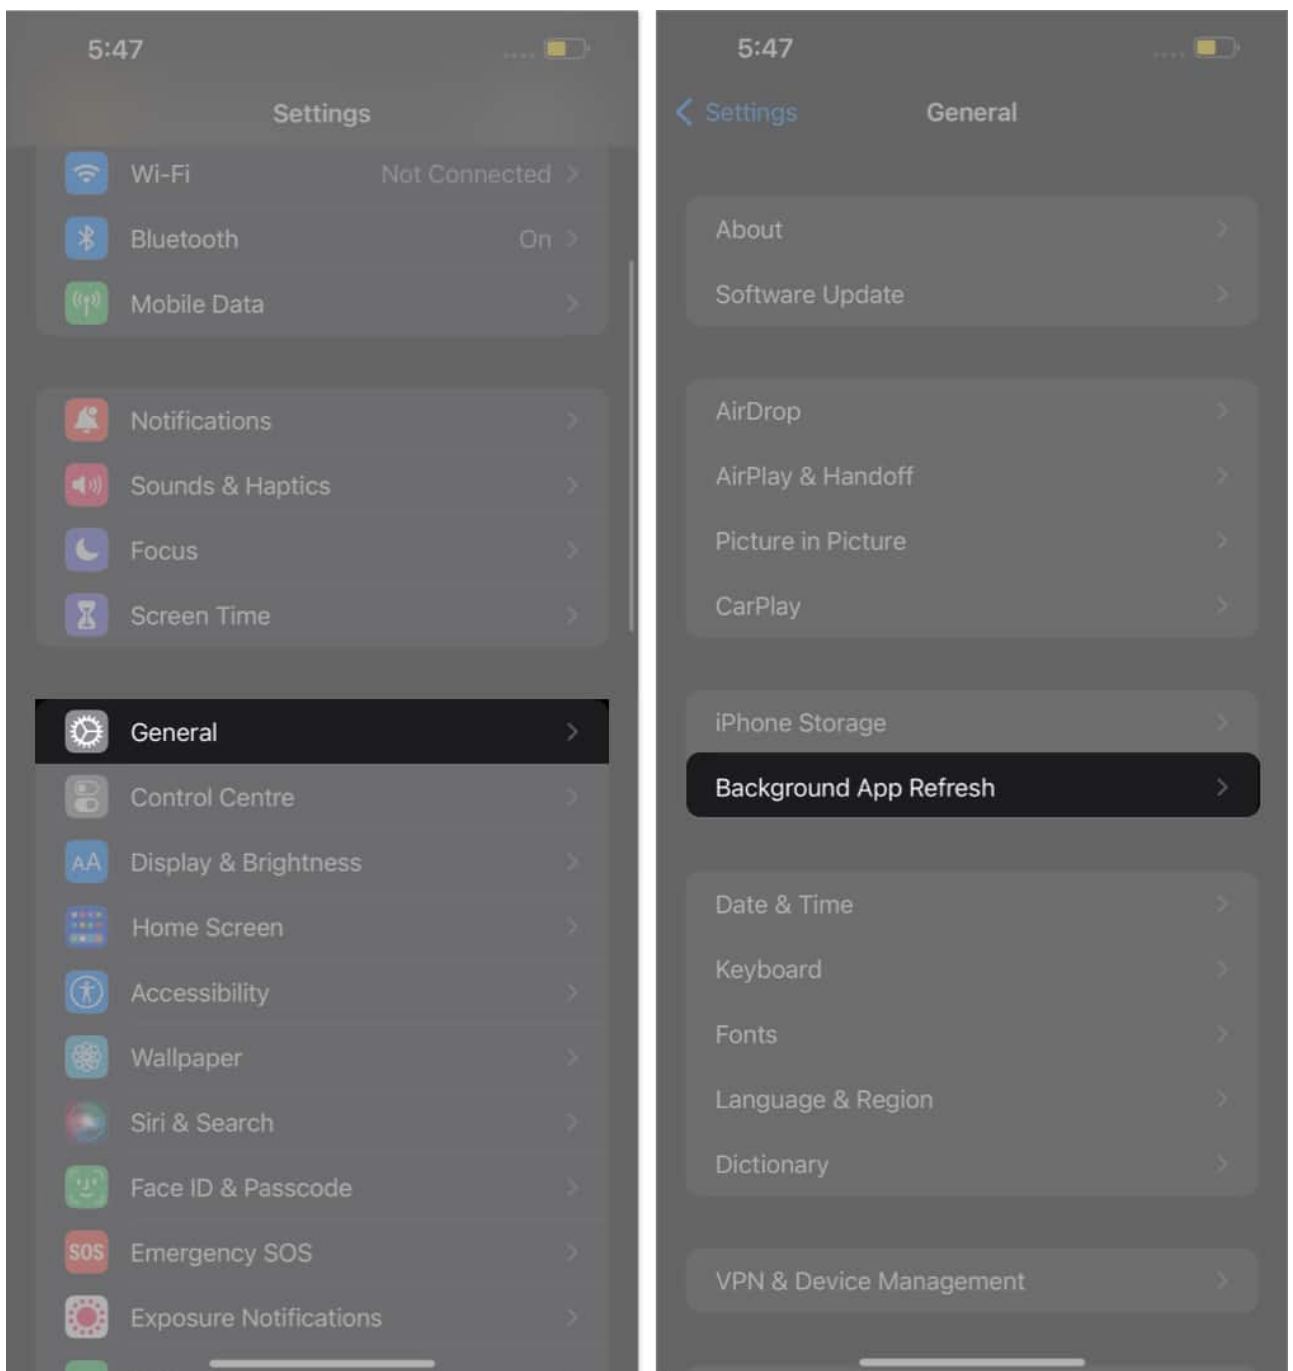 5:47
Settings
Wi-Fi Not Connected
Bluetooth On
Mobile Data
Notifications
Sounds & Haptics
Focus
Screen Time
General
Control Centre
AA Display & Brightness
Home Screen
Accessibility
Wallpaper
Siri & Search
Face ID & Passcode
SOS Emergency SOS
Exposure Notifications
5:47
Settings General
About
Software Update
AirDrop
AirPlay & Handoff
Picture in Picture
CarPlay
iPhone Storage
Background App Refresh
Date & Time
Keyboard
Fonts
Language & Region
Dictionary
VPN & Device Management